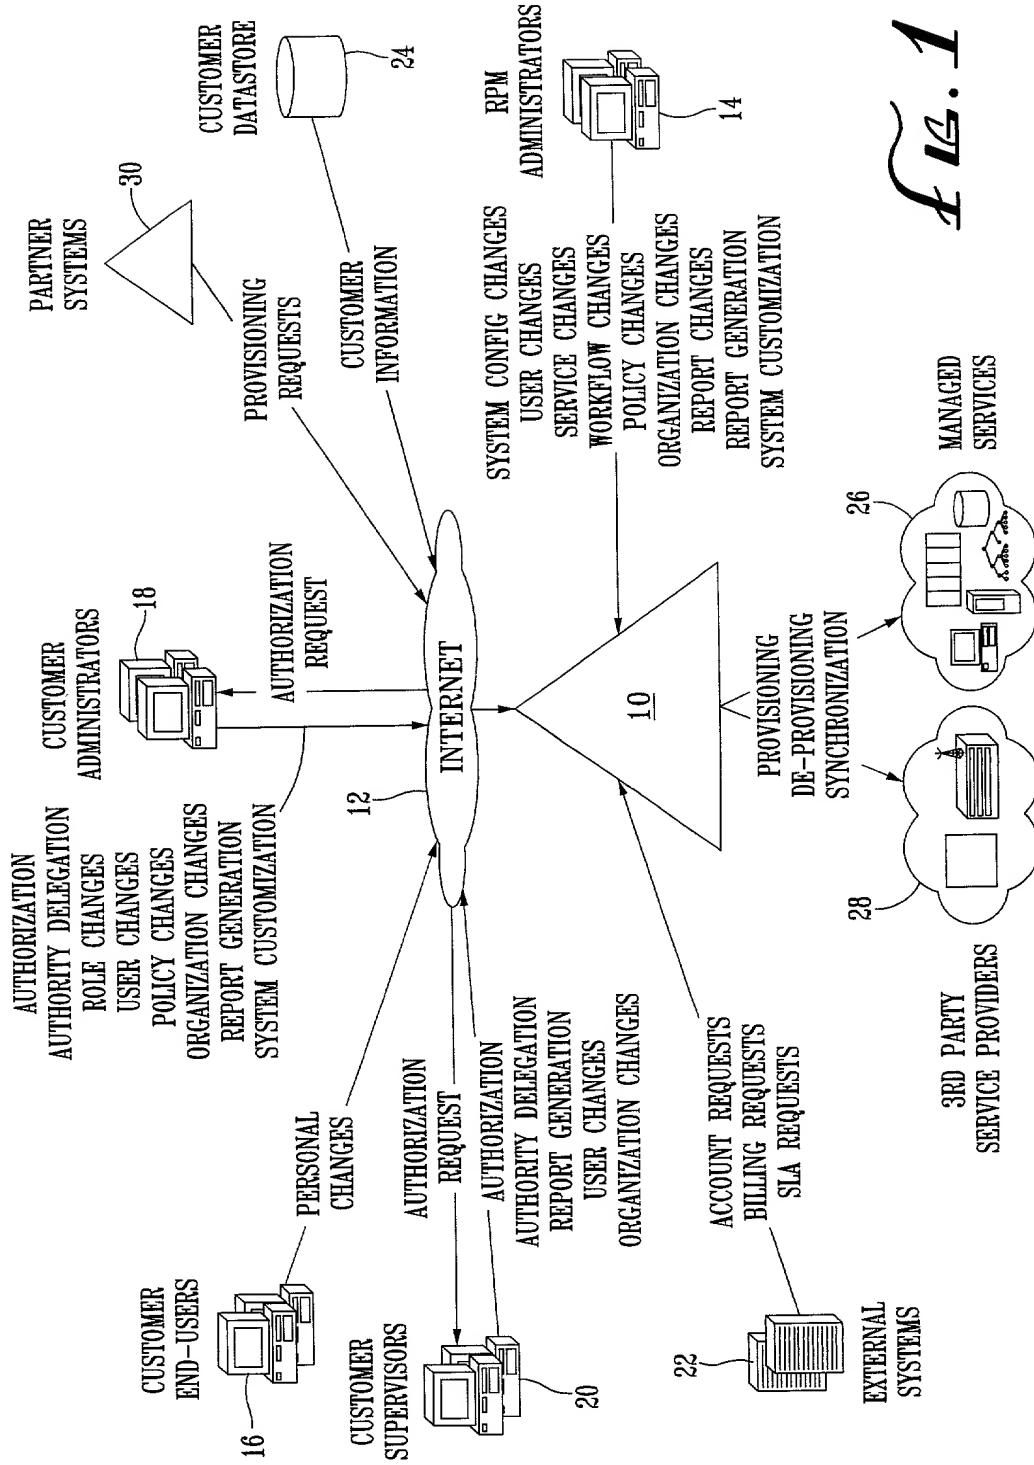 CUSTOMER
END-USERS
16
PERSONAL
CHANGES
AUTHORIZATION
AUTHORITY DELEGATION
ROLE CHANGES
USER CHANGES
POLICY CHANGES
ORGANIZATION CHANGES
REPORT GENERATION
SYSTEM CUSTOMIZATION
CUSTOMER
ADMINISTRATORS
18
AUTHORIZATION
REQUEST
PARTNER
SYSTEMS
30
PROVISIONING
REQUESTS
CUSTOMER
DATASTORE
24
CUSTOMER
INFORMATION
CUSTOMER
SUPERVISORS
20
AUTHORIZATION
REQUEST
AUTHORIZATION
AUTHORITY DELEGATION
REPORT GENERATION
USER CHANGES
ORGANIZATION CHANGES
12
INTERNET
RPM
ADMINISTRATORS
14
SYSTEM CONFIG CHANGES
USER CHANGES
SERVICE CHANGES
WORKFLOW CHANGES
POLICY CHANGES
ORGANIZATION CHANGES
REPORT CHANGES
REPORT GENERATION
SYSTEM CUSTOMIZATION
10
22
EXTERNAL
SYSTEMS
ACCOUNT REQUESTS
BILLING REQUESTS
SLA REQUESTS
PROVISIONING
DE-PROVISIONING
SYNCHRONIZATION
28
3RD PARTY
SERVICE PROVIDERS
26
MANAGED
SERVICES
FIG. 1